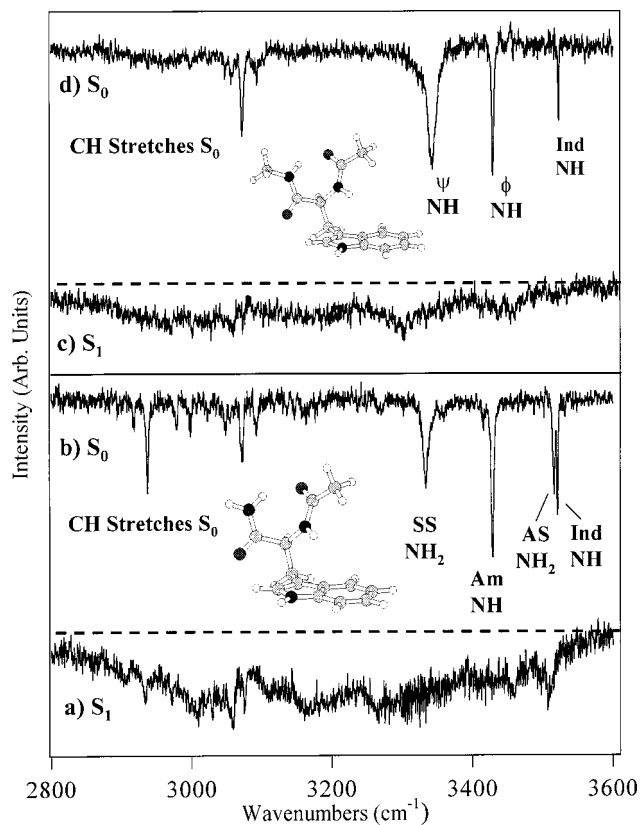 d) S0
CH Stretches S0
ψ
NH
ϕ
NH
Ind
NH
c) S1
Intensity (Arb. Units)
b) S0
CH Stretches S0
SS
NH2
Am
NH
AS
NH2
Ind
NH
a) S1
2800 3000 3200 3400 3600
Wavenumbers (cm-1)